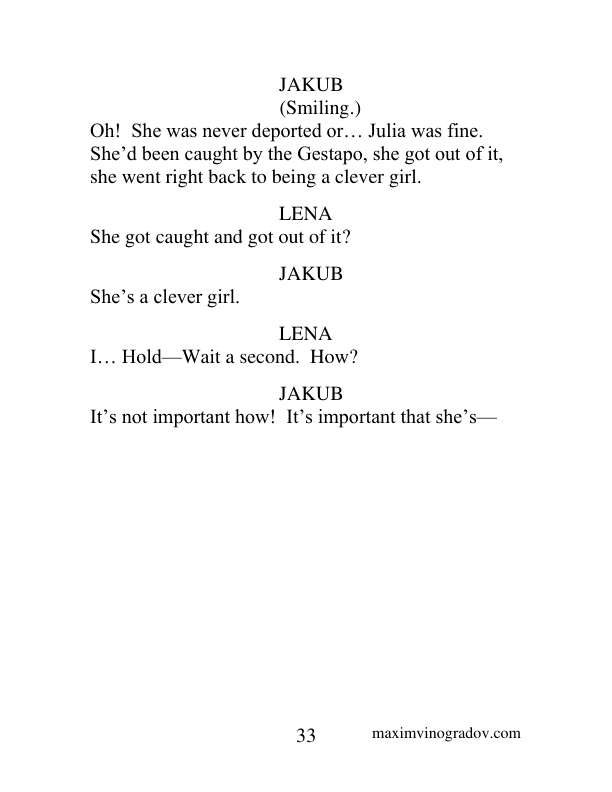 JAKUB
(Smiling.)
Oh!  She was never deported or… Julia was fine.
She’d been caught by the Gestapo, she got out of it,
she went right back to being a clever girl.
LENA
She got caught and got out of it?
JAKUB
She’s a clever girl.
LENA
I… Hold—Wait a second.  How?
JAKUB
It’s not important how!  It’s important that she’s—
33
maximvinogradov.com